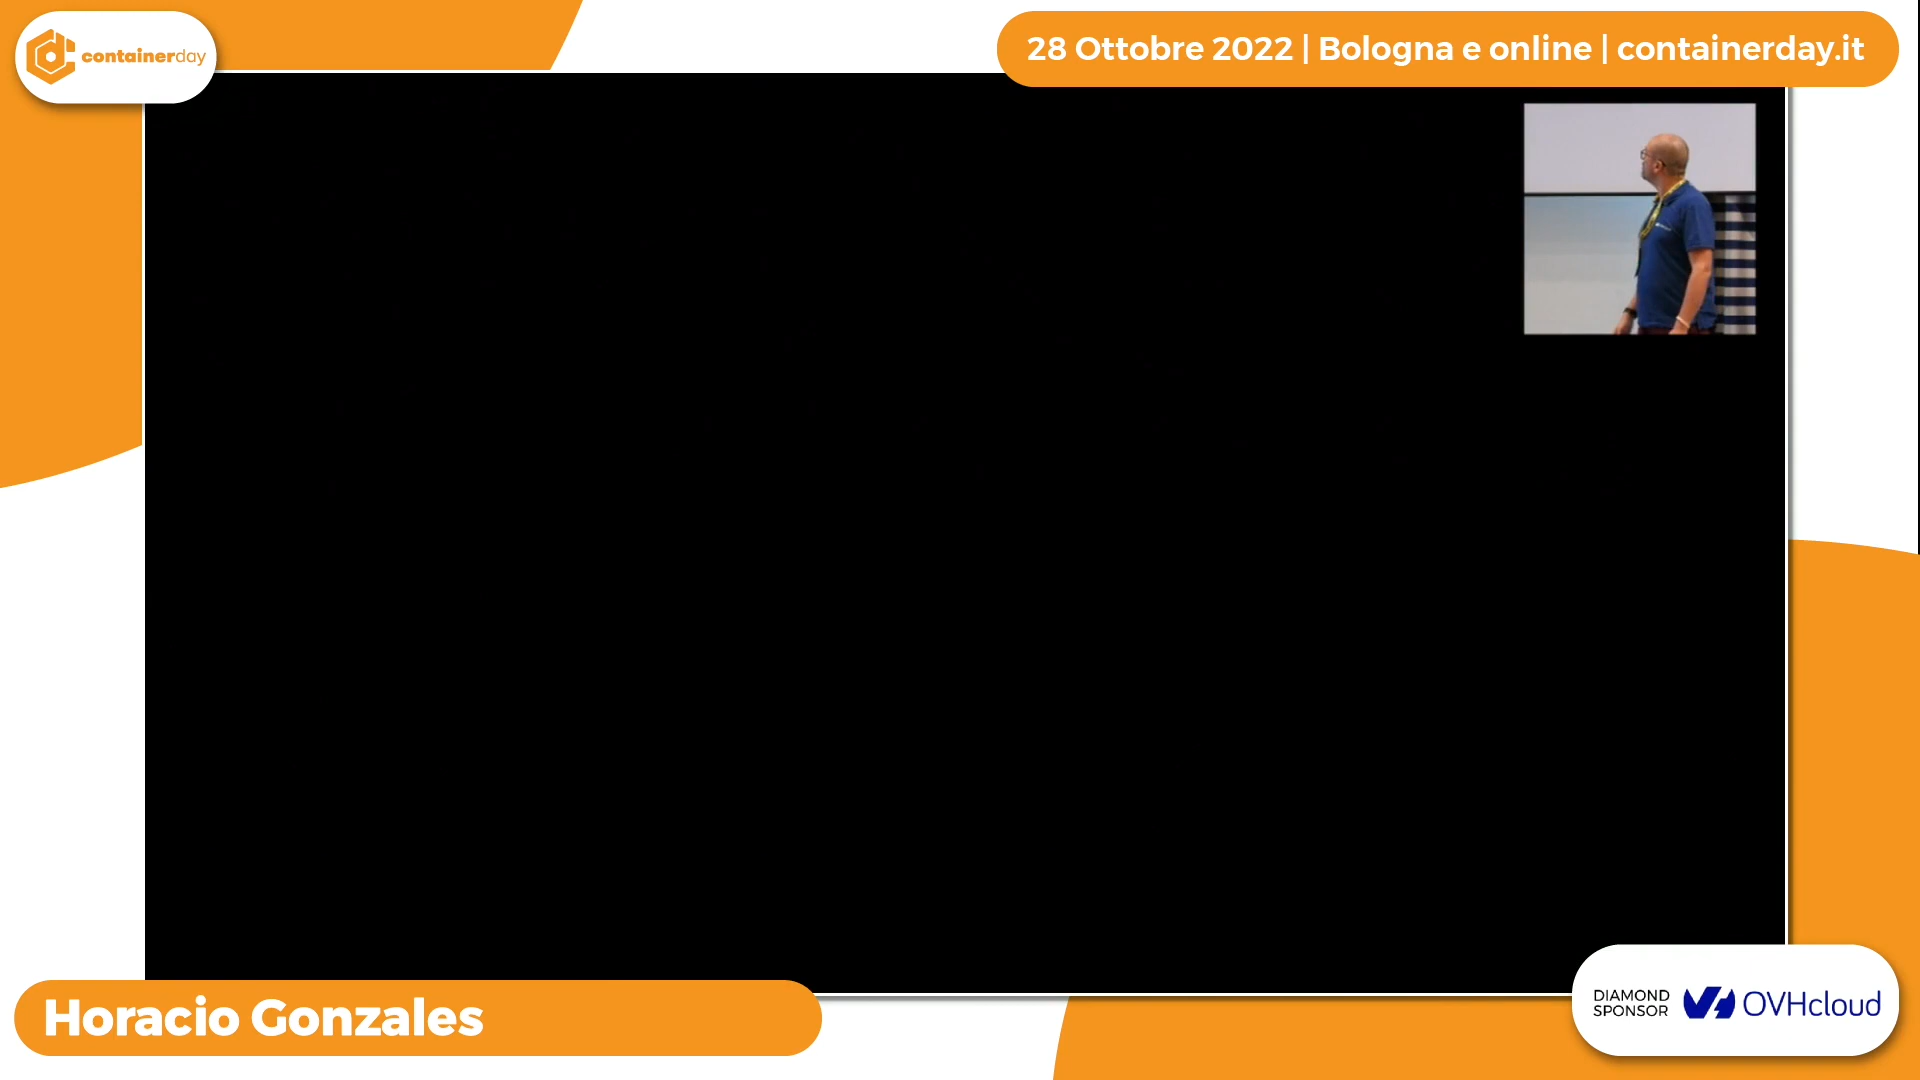 containerday
28 Ottobre 2022 | Bologna e online | containerday.it
Horacio Gonzales
DIAMOND
SPONSOR
OVHcloud